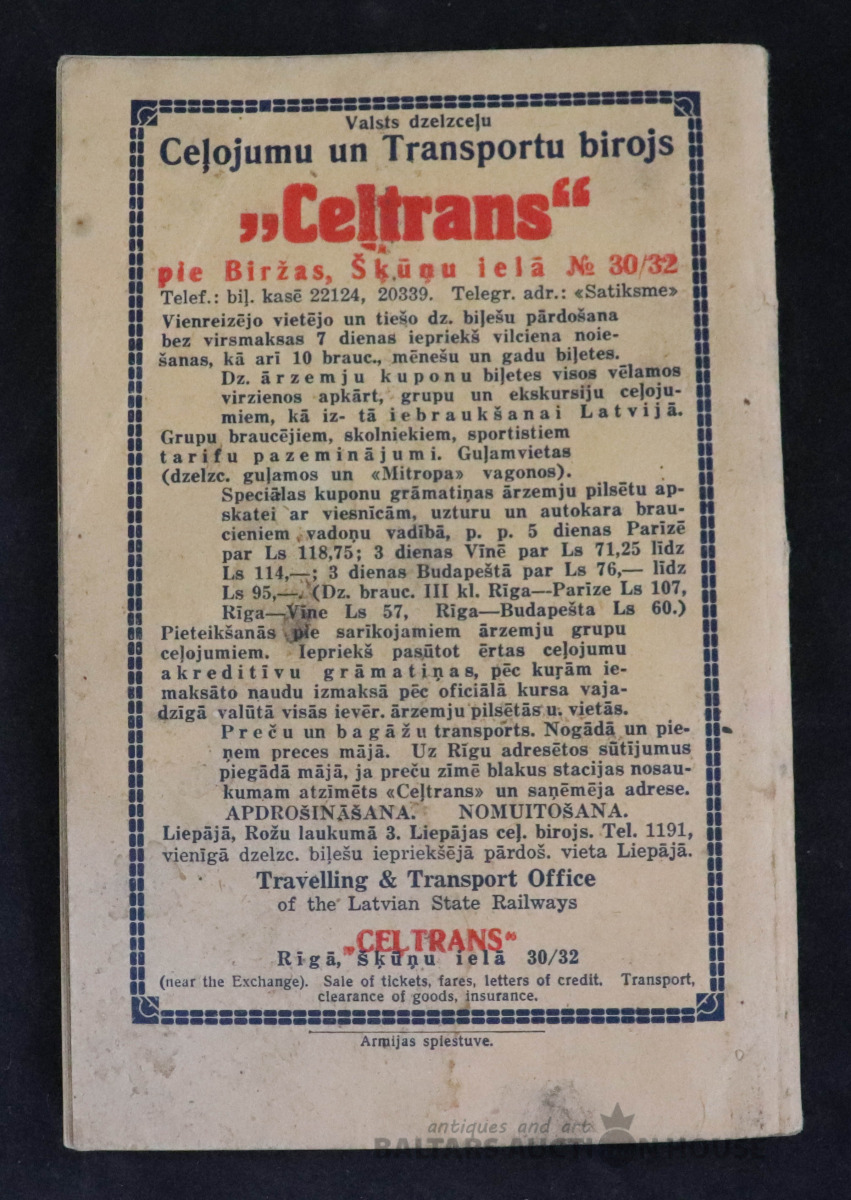 Valsts dzelzceļu
Ceļojumu un Transportu birojs
„Ceļtrans“
pie Biržas, Šķūņu ielā № 30/32
Telef.: biļ. kasē 22124, 20339. Telegr. adr.: «Satiksme»
Vienreizējo vietējo un tiešo dz. biļešu pārdošana
bez virsmaksas 7 dienas iepriekš vilciena noie-
šanas, kā arī 10 brauc., mēnešu un gadu biļetes.
Dz. ārzemju kuponu biļetes visos vēlamos
virzienos apkārt, grupu un ekskursiju ceļoju-
miem, kā iz- tā iebraukšanai Latvijā.
Grupu braucējiem, skolniekiem, sportistiem
tarifu pazeminājumi. Guļamvietas
(dzelzc. guļamos un «Mitropa» vagonos).
Speciālas kuponu grāmatiņas ārzemju pilsētu ap-
skatei ar viesnīcām, uzturu un autokara brau-
cieniem vadoņu vadībā, p. p. 5 dienas Parīzē
par Ls 118,75; 3 dienas Vīnē par Ls 71,25 līdz
Ls 114,—; 3 dienas Budapeštā par Ls 76,— līdz
Ls 95,—. (Dz. brauc. III kl. Rīga—Parīze Ls 107,
Rīga—Vīne Ls 57, Rīga—Budapešta Ls 60.)
Pieteikšanās pie sarīkojamiem ārzemju grupu
ceļojumiem. Iepriekš pasūtot ērtas ceļojumu
akreditīvu grāmatiņas, pēc kuŗām ie-
maksāto naudu izmaksā pēc oficiālā kursa vaja-
dzīgā valūtā visās ievēr. ārzemju pilsētās u. vietās.
Preču un bagāžu transports. Nogādā un pie-
ņem preces mājā. Uz Rīgu adresētos sūtījumus
piegādā mājā, ja preču zīmē blakus stacijas nosau-
kumam atzīmēts «Ceļtrans» un saņēmēja adrese.
APDROŠINĀŠANA. NOMUITOŠANA.
Liepājā, Rožu laukumā 3. Liepājas ceļ. birojs. Tel. 1191,
vienīgā dzelzc. biļešu iepriekšējā pārdoš. vieta Liepājā.
Travelling & Transport Office
of the Latvian State Railways
„CEĻTRANS“
Rīgā, Šķūņu ielā 30/32
(near the Exchange). Sale of tickets, fares, letters of credit. Transport,
clearance of goods, insurance.
Armijas spiestuve.
antiques and art
BALTARS AUCTION HOUSE